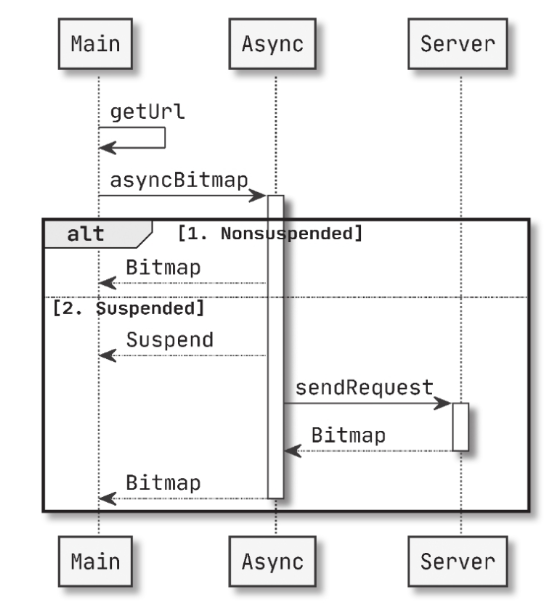 Main Async Server
getUrl
asyncBitmap
alt [1. Nonsuspended]
Bitmap
[2. Suspended]
Suspend
sendRequest
Bitmap
Bitmap
Main Async Server